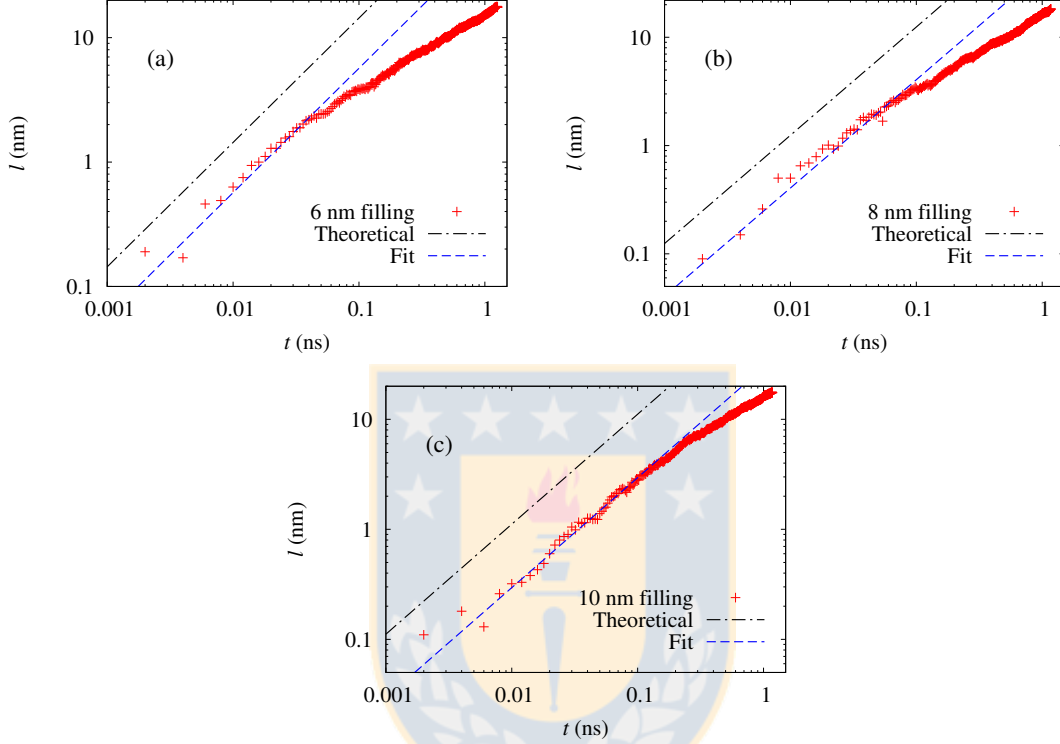 10
1
0.1
l (nm)
(a)
6 nm filling
Theoretical
Fit
0.001
0.01
0.1
1
t (ns)
10
1
0.1
l (nm)
(b)
8 nm filling
Theoretical
Fit
0.001
0.01
0.1
1
t (ns)
10
1
0.1
l (nm)
(c)
10 nm filling
Theoretical
Fit
0.001
0.01
0.1
1
t (ns)